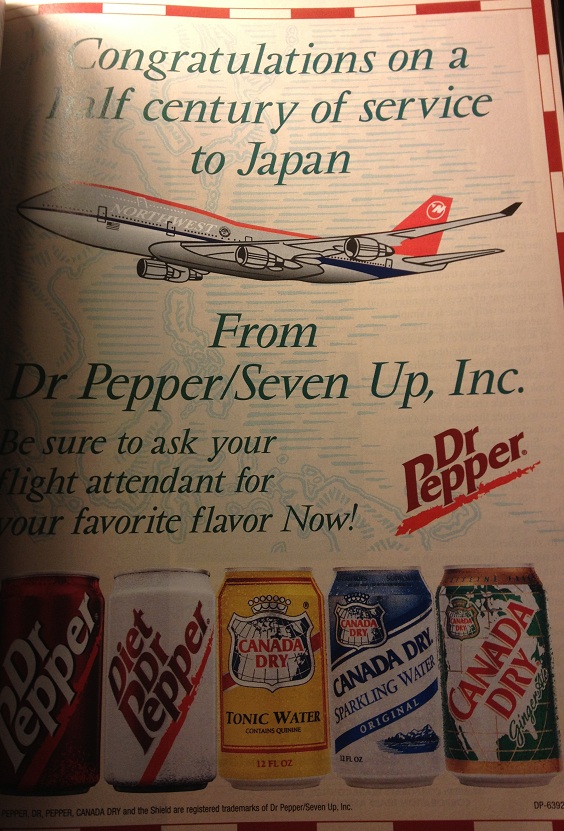 Congratulations on a
half century of service
to Japan
NORTHWEST
From
Dr Pepper/Seven Up, Inc.
Be sure to ask your
flight attendant for
your favorite flavor Now!
Dr
Pepper
Dr
Pepper
Diet
Dr
Pepper
CANADA
DRY
TONIC WATER
CONTAINS QUININE
12 FL OZ
CANADA
DRY
CANADA DRY
SPARKLING WATER
ORIGINAL
12 FL OZ
CANADA
DRY
CANADA
DRY
Ginger Ale
PEPPER, DR. PEPPER, CANADA DRY and the Shield are registered trademarks of Dr Pepper/Seven Up, Inc.
DP-6392